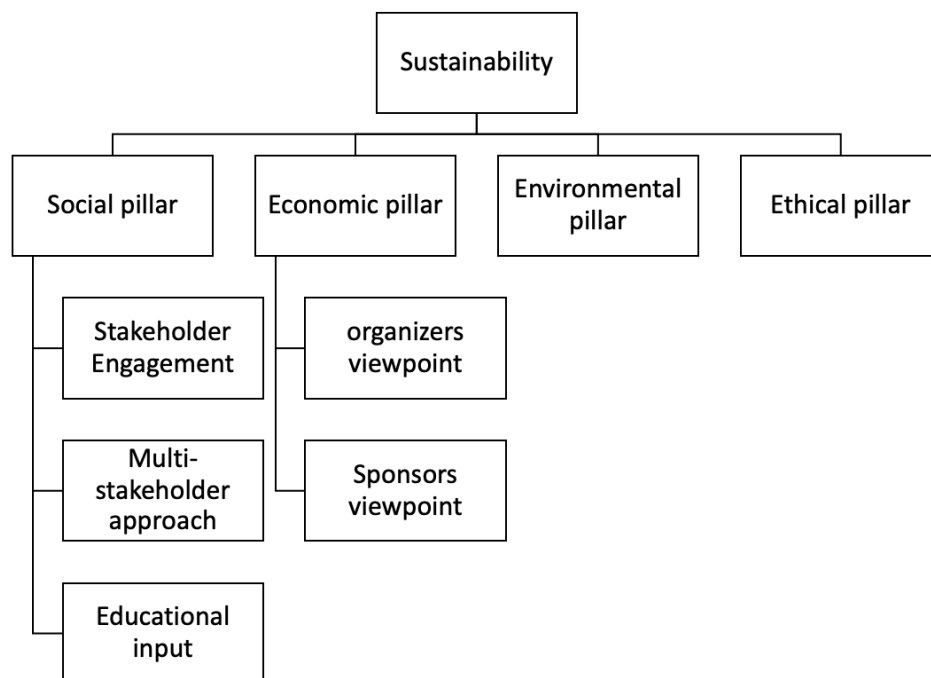 Sustainability
Social pillar
Economic pillar
Environmental
pillar
Ethical pillar
Stakeholder
Engagement
organizers
viewpoint
Multi-
stakeholder
approach
Sponsors
viewpoint
Educational
input